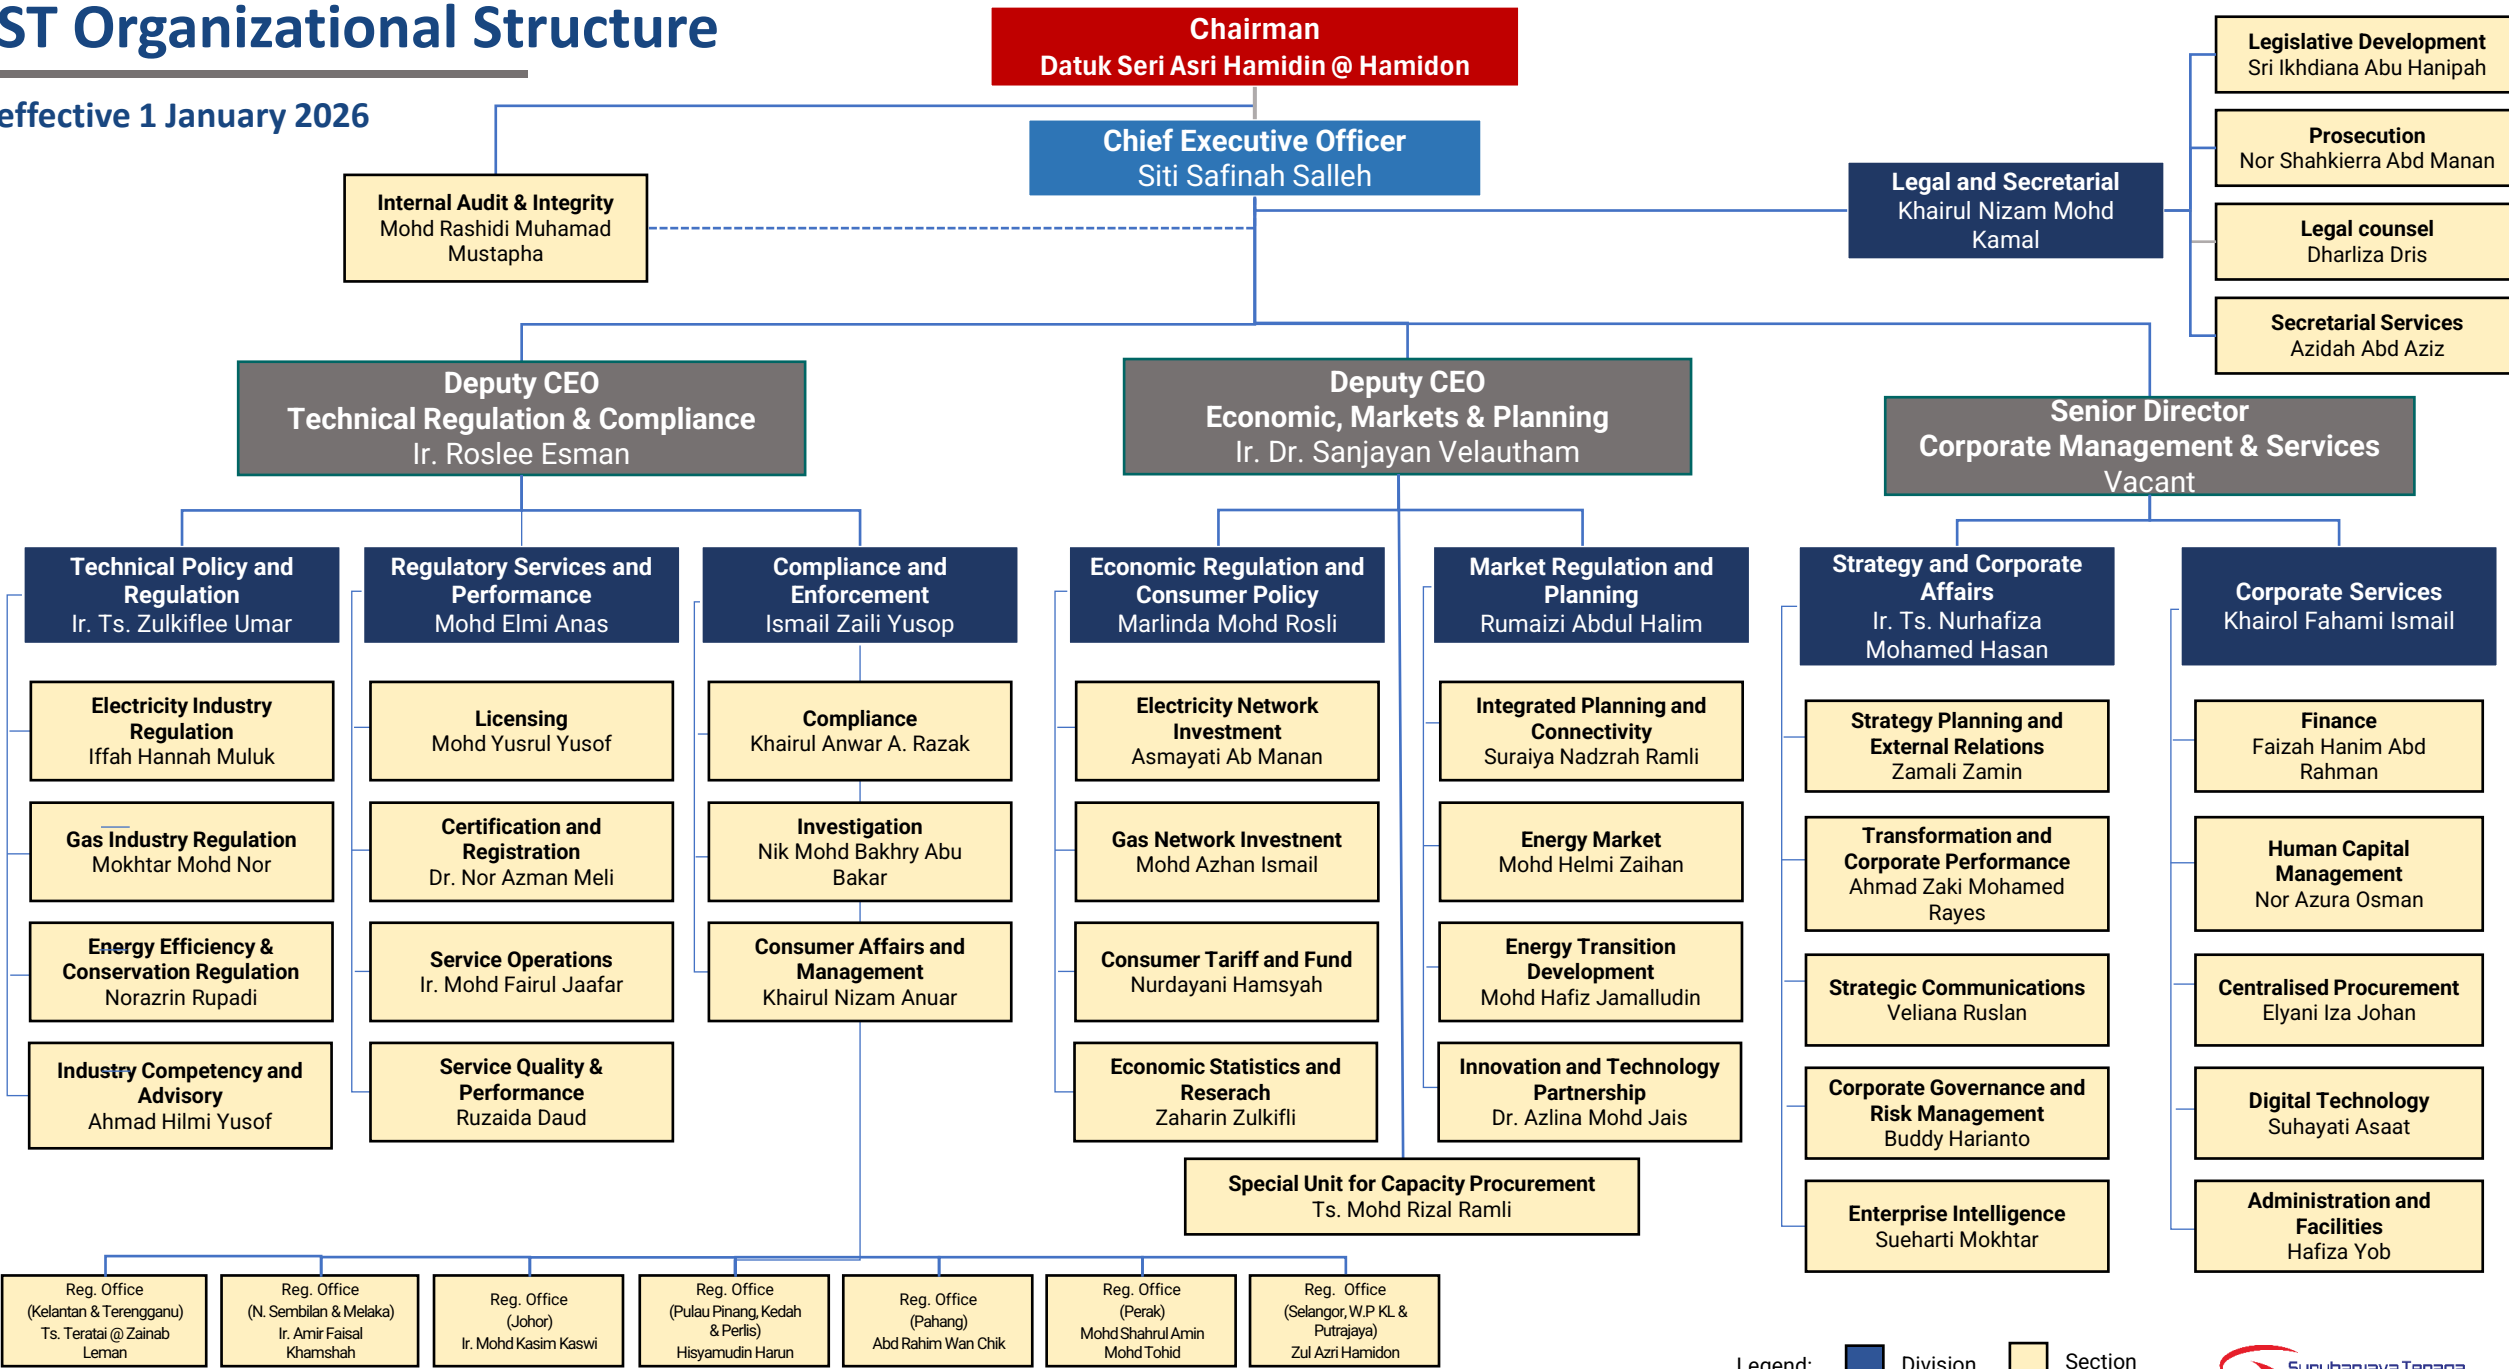 ST Organizational Structure
effective 1 January 2026
Chairman
Datuk Seri Asri Hamidin @ Hamidon
Chief Executive Officer
Siti Safinah Salleh
Internal Audit & Integrity
Mohd Rashidi Muhamad
Mustapha
Legal and Secretarial
Khairul Nizam Mohd
Kamal
Legislative Development
Sri Ikhdiana Abu Hanipah
Prosecution
Nor Shahkierra Abd Manan
Legal counsel
Dharliza Dris
Secretarial Services
Azidah Abd Aziz
Deputy CEO
Technical Regulation & Compliance
Ir. Roslee Esman
Deputy CEO
Economic, Markets & Planning
Ir. Dr. Sanjayan Velautham
Senior Director
Corporate Management & Services
Vacant
Technical Policy and
Regulation
Ir. Ts. Zulkiflee Umar
Electricity Industry
Regulation
Iffah Hannah Muluk
Gas Industry Regulation
Mokhtar Mohd Nor
Energy Efficiency &
Conservation Regulation
Norazrin Rupadi
Industry Competency and
Advisory
Ahmad Hilmi Yusof
Regulatory Services and
Performance
Mohd Elmi Anas
Licensing
Mohd Yusrul Yusof
Certification and
Registration
Dr. Nor Azman Meli
Service Operations
Ir. Mohd Fairul Jaafar
Service Quality &
Performance
Ruzaida Daud
Compliance and
Enforcement
Ismail Zaili Yusop
Compliance
Khairul Anwar A. Razak
Investigation
Nik Mohd Bakhry Abu
Bakar
Consumer Affairs and
Management
Khairul Nizam Anuar
Economic Regulation and
Consumer Policy
Marlinda Mohd Rosli
Electricity Network
Investment
Asmayati Ab Manan
Gas Network Investnent
Mohd Azhan Ismail
Consumer Tariff and Fund
Nurdayani Hamsyah
Economic Statistics and
Reserach
Zaharin Zulkifli
Market Regulation and
Planning
Rumaizi Abdul Halim
Integrated Planning and
Connectivity
Suraiya Nadzrah Ramli
Energy Market
Mohd Helmi Zaihan
Energy Transition
Development
Mohd Hafiz Jamalludin
Innovation and Technology
Partnership
Dr. Azlina Mohd Jais
Special Unit for Capacity Procurement
Ts. Mohd Rizal Ramli
Strategy and Corporate
Affairs
Ir. Ts. Nurhafiza
Mohamed Hasan
Strategy Planning and
External Relations
Zamali Zamin
Transformation and
Corporate Performance
Ahmad Zaki Mohamed
Rayes
Strategic Communications
Veliana Ruslan
Corporate Governance and
Risk Management
Buddy Harianto
Enterprise Intelligence
Sueharti Mokhtar
Corporate Services
Khairol Fahami Ismail
Finance
Faizah Hanim Abd
Rahman
Human Capital
Management
Nor Azura Osman
Centralised Procurement
Elyani Iza Johan
Digital Technology
Suhayati Asaat
Administration and
Facilities
Hafiza Yob
Reg. Office
(Kelantan & Terengganu)
Ts. Teratai @ Zainab
Leman
Reg. Office
(N. Sembilan & Melaka)
Ir. Amir Faisal
Khamshah
Reg. Office
(Johor)
Ir. Mohd Kasim Kaswi
Reg. Office
(Pulau Pinang, Kedah
& Perlis)
Hisyamudin Harun
Reg. Office
(Pahang)
Abd Rahim Wan Chik
Reg. Office
(Perak)
Mohd Shahrul Amin
Mohd Tohid
Reg. Office
(Selangor, W.P KL &
Putrajaya)
Zul Azri Hamidon
Legend:
Division
Section
Suruhanjaya Tenaga